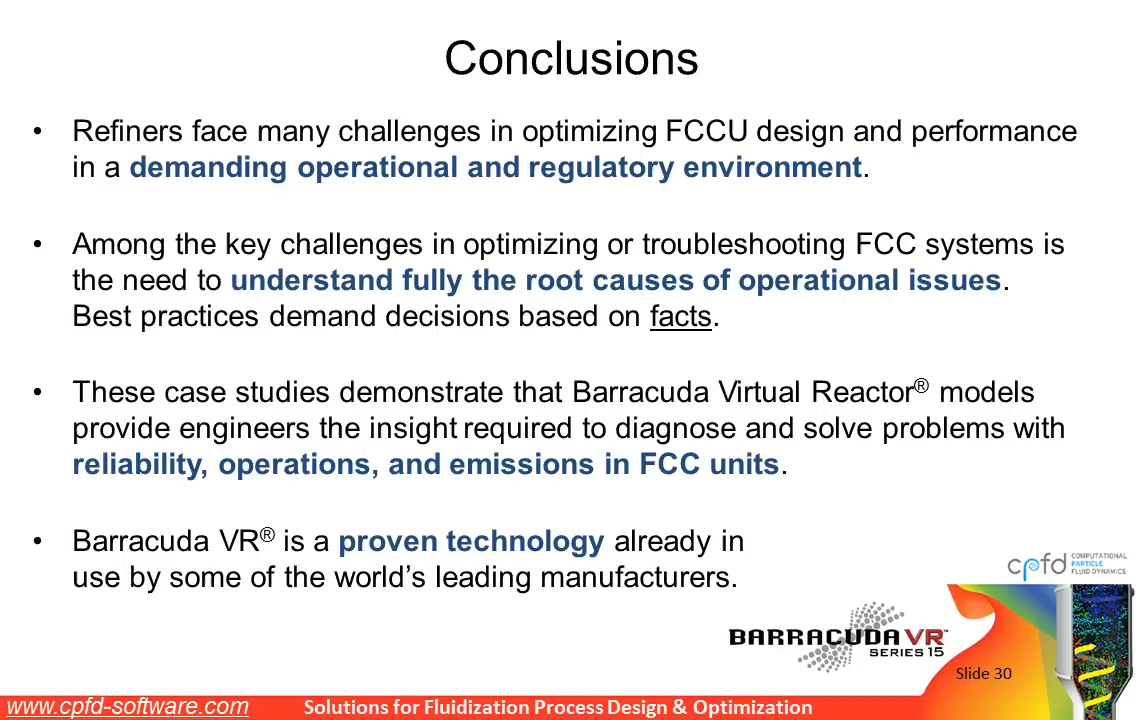 Conclusions
• Refiners face many challenges in optimizing FCCU design and performance
in a demanding operational and regulatory environment.
• Among the key challenges in optimizing or troubleshooting FCC systems is
the need to understand fully the root causes of operational issues.
Best practices demand decisions based on facts.
• These case studies demonstrate that Barracuda Virtual Reactor® models
provide engineers the insight required to diagnose and solve problems with
reliability, operations, and emissions in FCC units.
• Barracuda VR® is a proven technology already in
use by some of the world’s leading manufacturers.
cpfd COMPUTATIONAL
PARTICLE
FLUID DYNAMICS
BARRACUDA VR™
SERIES 15
Slide 30
www.cpfd-software.com Solutions for Fluidization Process Design & Optimization